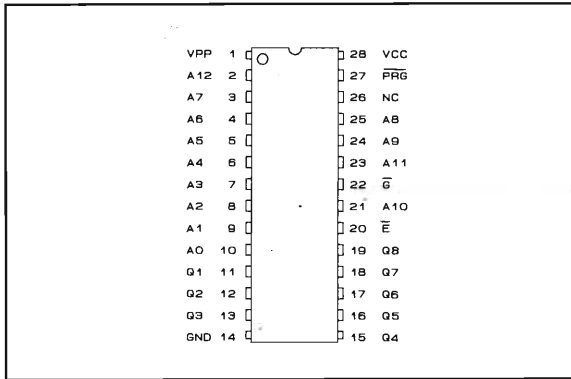 VPP 1 28 VCC
A12 2 27 P̅R̅G̅
A7 3 26 NC
A6 4 25 A8
A5 5 24 A9
A4 6 23 A11
A3 7 22 G̅
A2 8 21 A10
A1 9 20 E̅
A0 10 19 Q8
Q1 11 18 Q7
Q2 12 17 Q6
Q3 13 16 Q5
GND 14 15 Q4